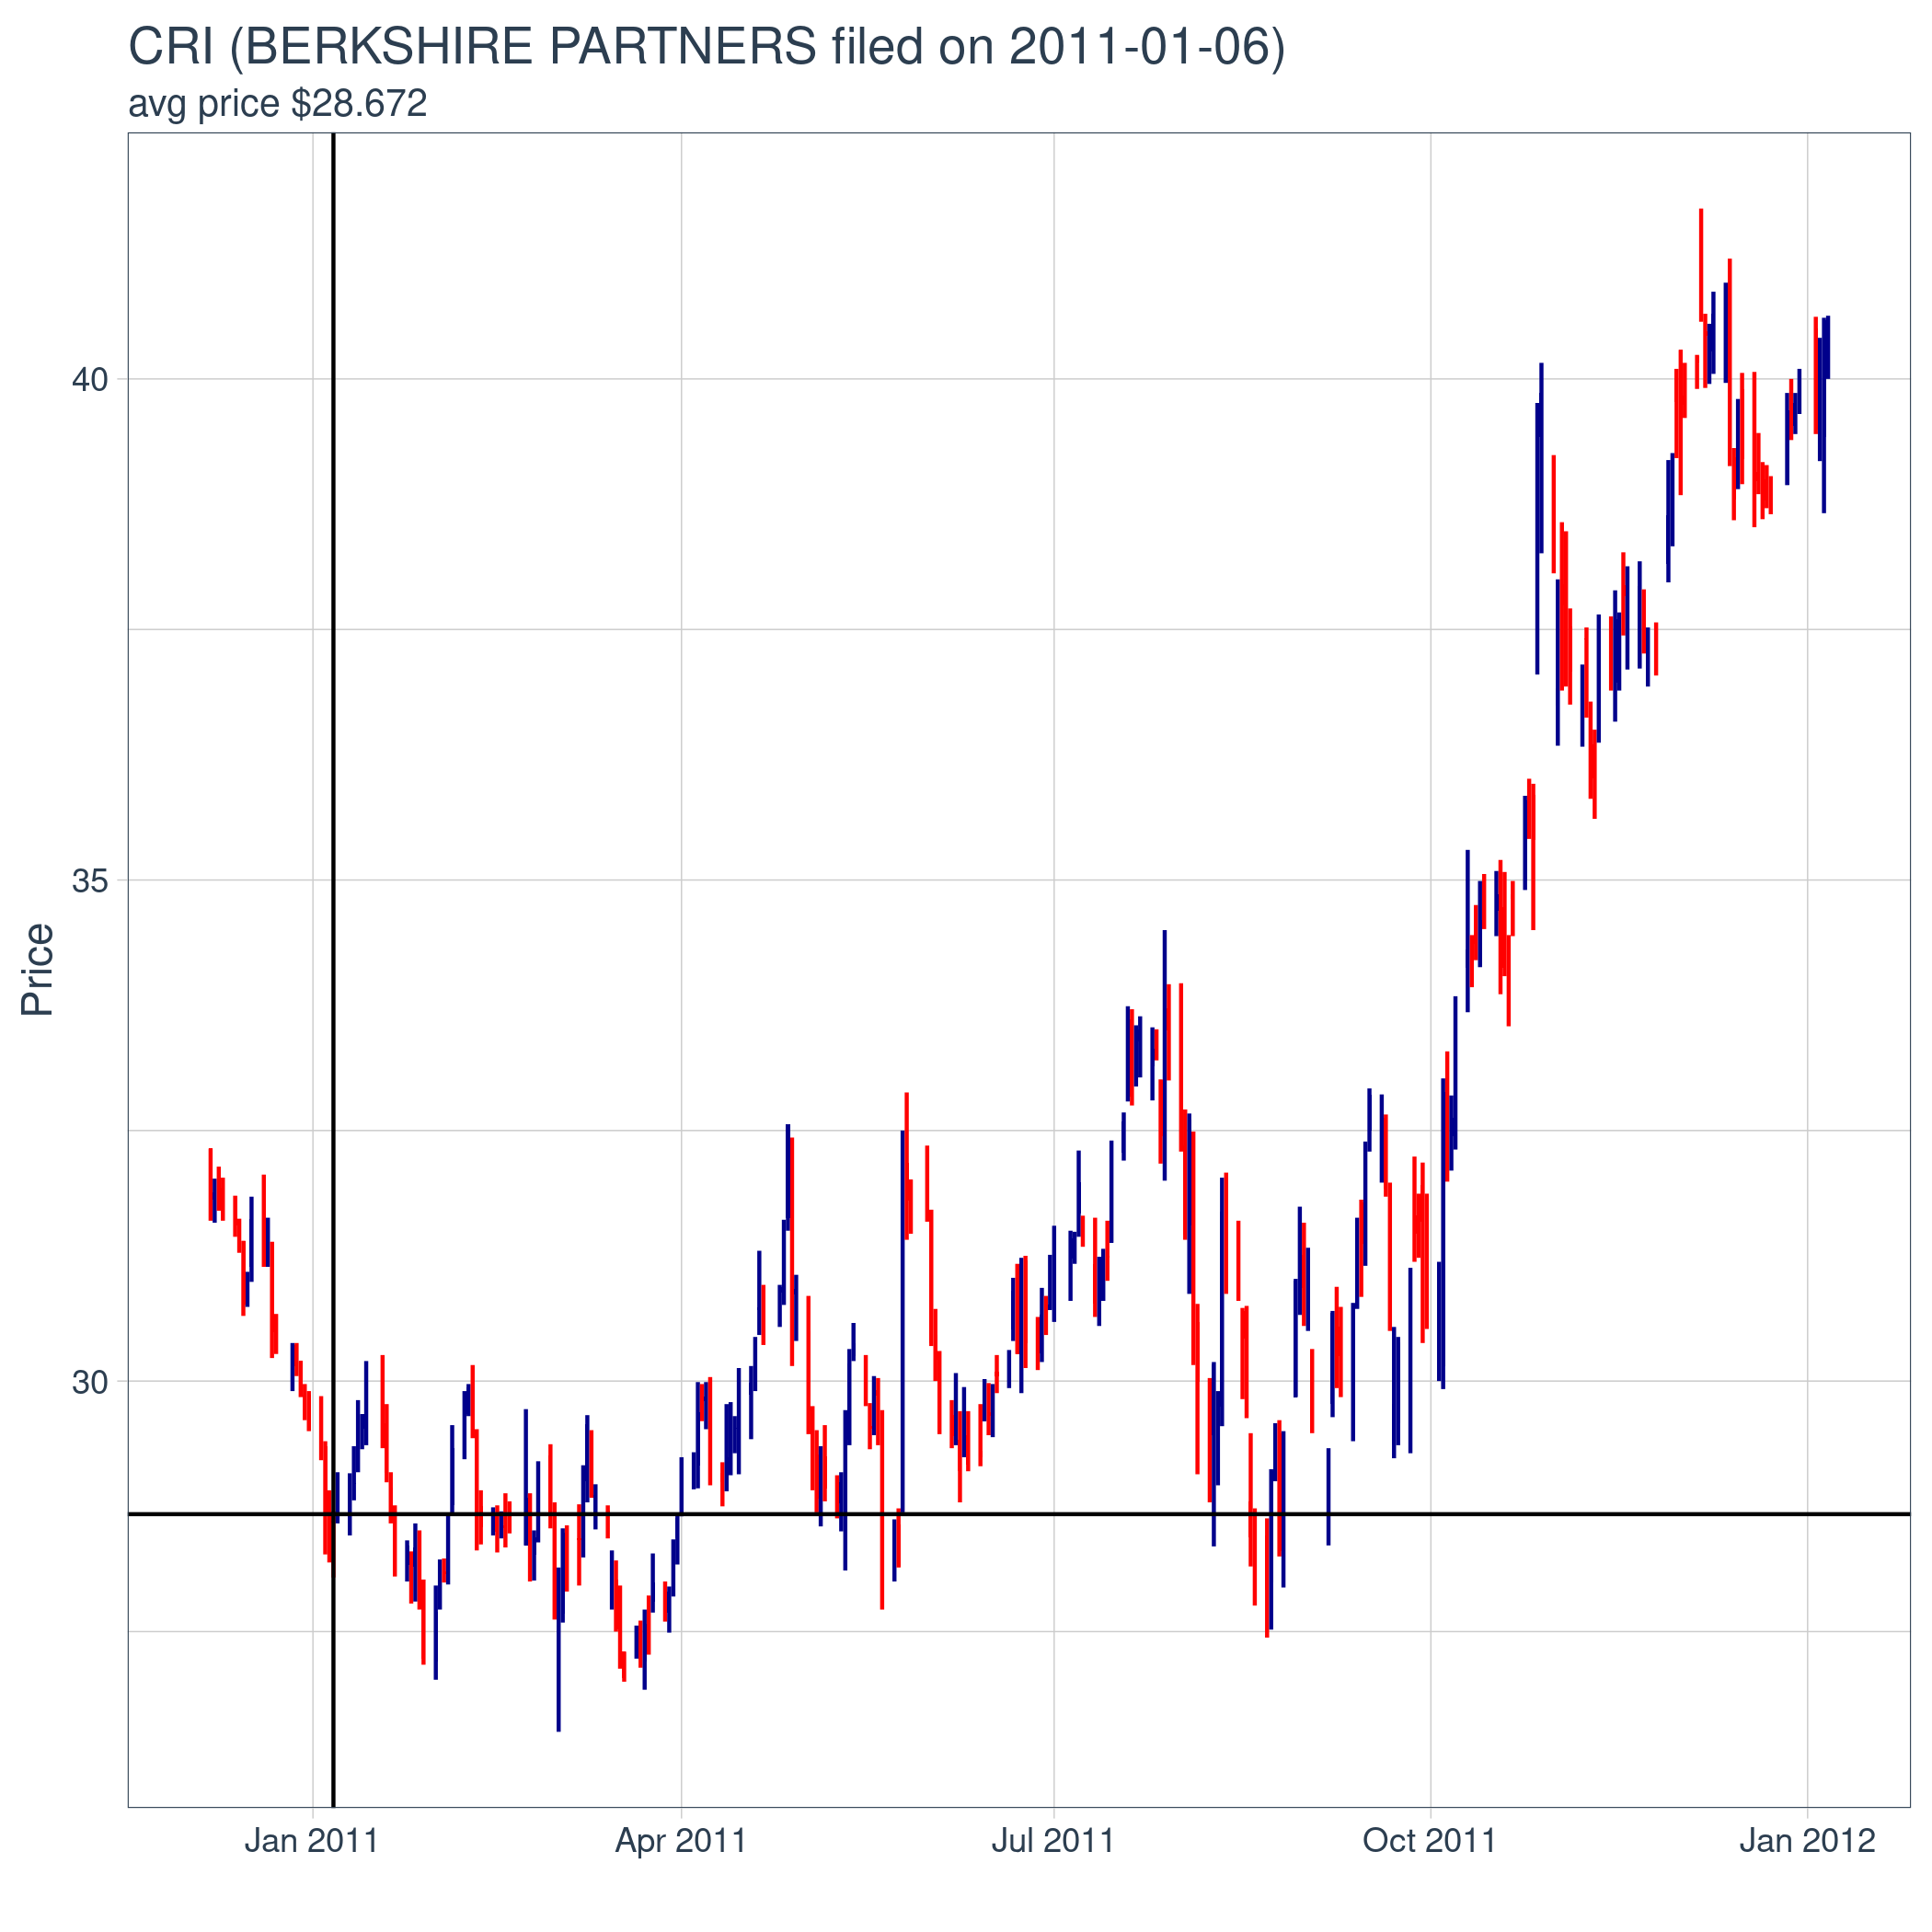 CRI (BERKSHIRE PARTNERS filed on 2011-01-06)
avg price $28.672
40
35
Price
30
Jan 2011
Apr 2011
Jul 2011
Oct 2011
Jan 2012